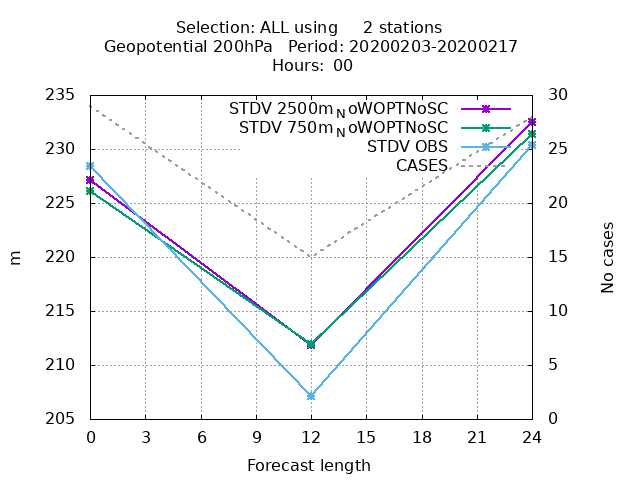 Selection: ALL using     2 stations
Geopotential 200hPa   Period: 20200203-20200217
Hours:  00
235
230
225
220
215
210
205
30
25
20
15
10
5
0
STDV 2500m_NoWOPTNoSC
STDV 750m_NoWOPTNoSC
STDV OBS
CASES
m
No cases
0 3 6 9 12 15 18 21 24
Forecast length